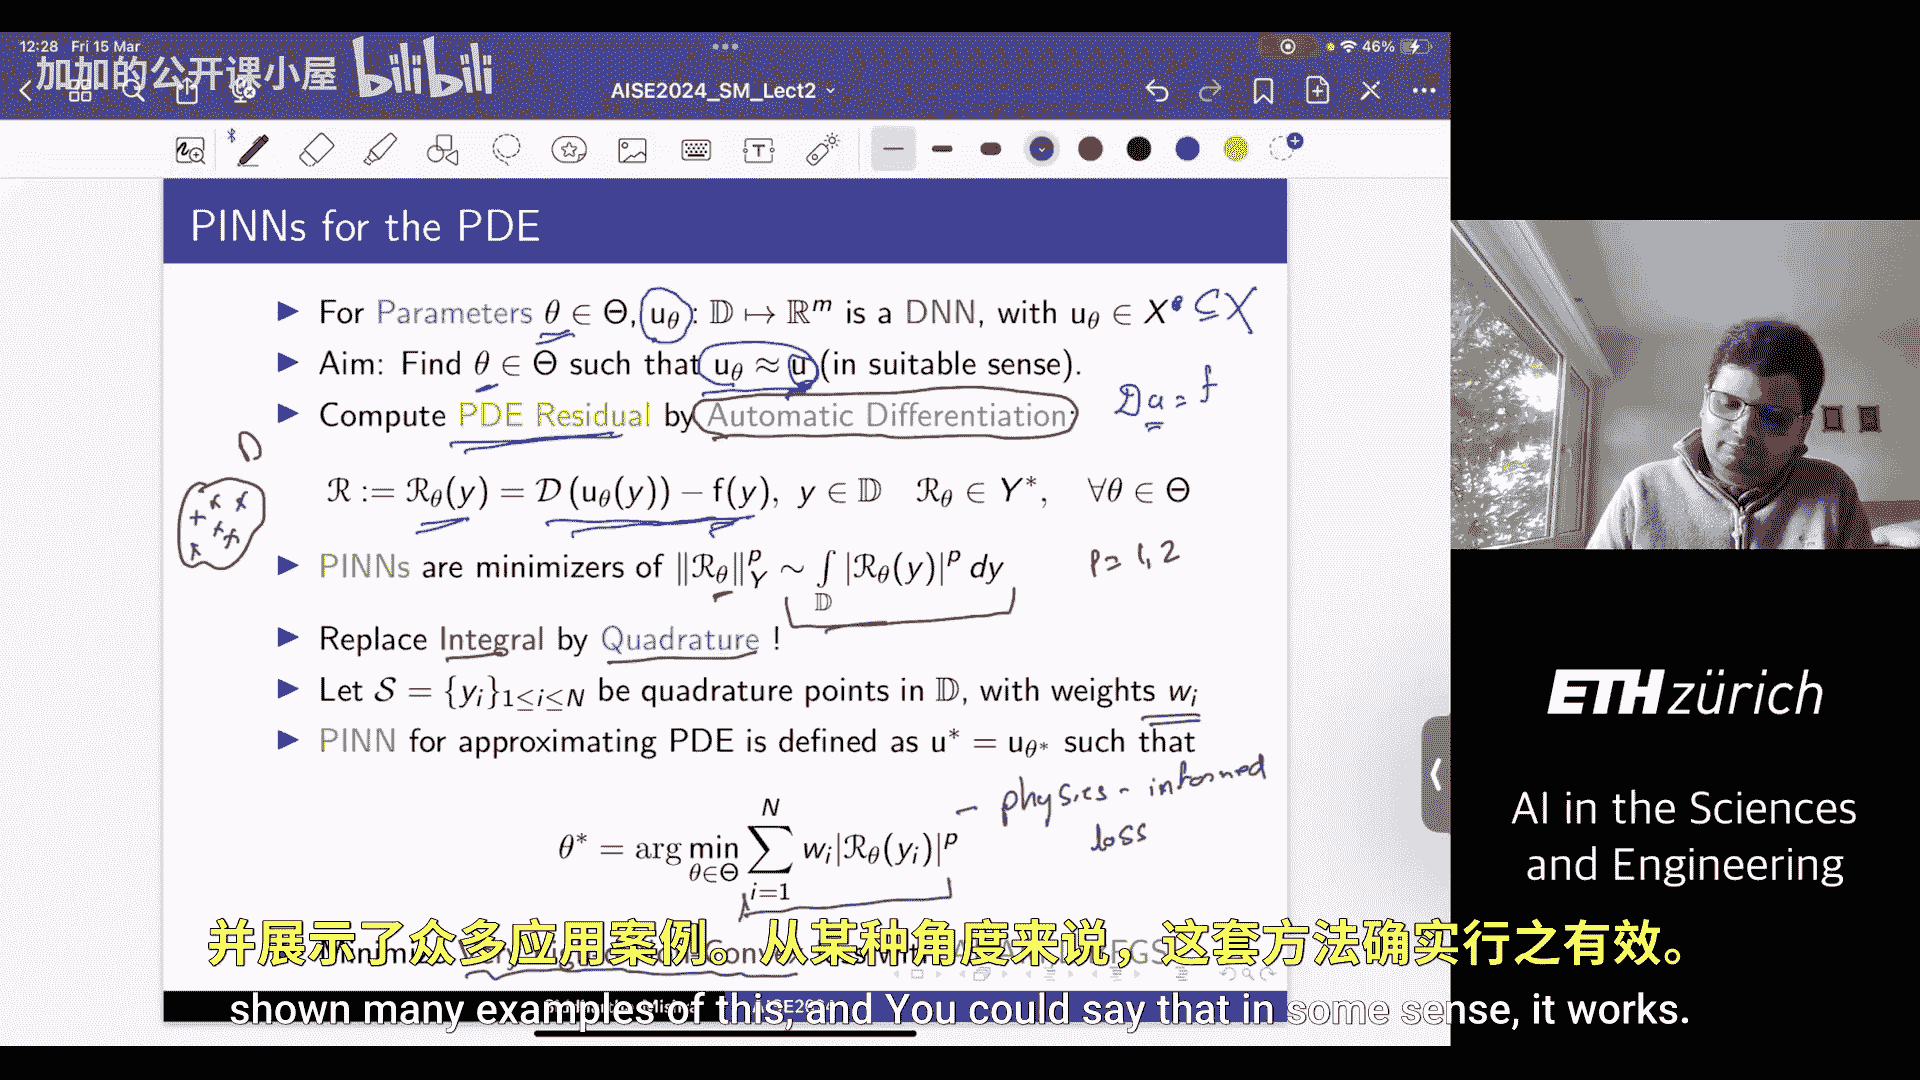 12:28 Fri 15 Mar
46%
加加的公开课小屋 bilibili
AISE2024_SM_Lect2
PINNs for the PDE
For Parameters θ ∈ Θ, u_θ : 𝔻 ↦ ℝ^m is a DNN, with u_θ ∈ X* ⊆ X
Aim: Find θ ∈ Θ such that u_θ ≈ u (in suitable sense).
Compute PDE Residual by Automatic Differentiation:
𝒟u = f
D
ℛ := ℛ_θ(y) = 𝒟(u_θ(y)) − f(y), y ∈ 𝔻 ℛ_θ ∈ Y*, ∀θ ∈ Θ
PINNs are minimizers of ‖ℛ_θ‖_Y^p ∼ ∫_𝔻 |ℛ_θ(y)|^p dy
p = 1, 2
Replace Integral by Quadrature !
Let 𝒮 = {y_i}_{1≤i≤N} be quadrature points in 𝔻, with weights w_i
PINN for approximating PDE is defined as u* = u_{θ*} such that
θ* = arg min_{θ∈Θ} ∑_{i=1}^N w_i|ℛ_θ(y_i)|^p
- physics-informed
loss
并展示了众多应用案例。从某种角度来说，这套方法确实行之有效。
shown many examples of this, and You could say that in some sense, it works.
ETH zürich
AI in the Sciences
and Engineering